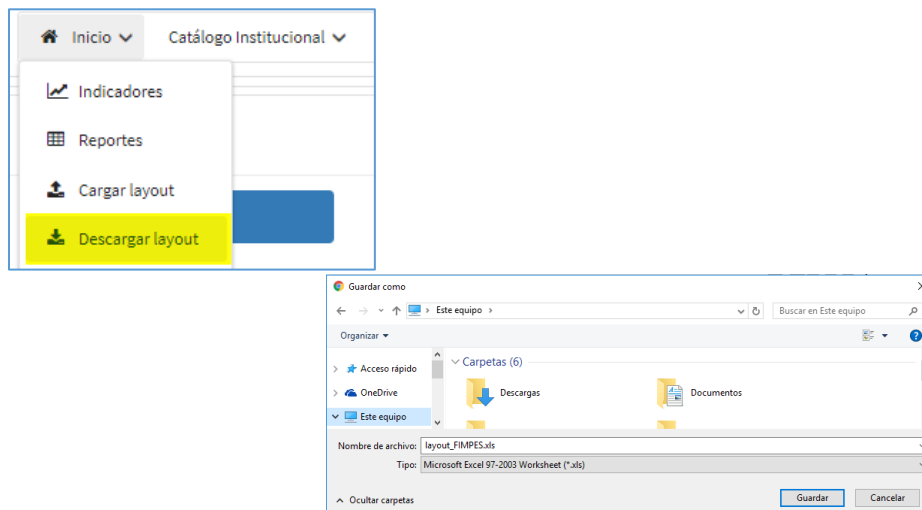 Inicio Catálogo Institucional
Indicadores
Reportes
Cargar layout
Descargar layout
Guardar como
Este equipo
Buscar en Este equipo
Organizar
Acceso rápido
OneDrive
Este equipo
Carpetas (6)
Descargas
Documentos
Nombre de archivo: layout_FIMPES.xls
Tipo: Microsoft Excel 97-2003 Worksheet (*.xls)
Ocultar carpetas
Guardar
Cancelar